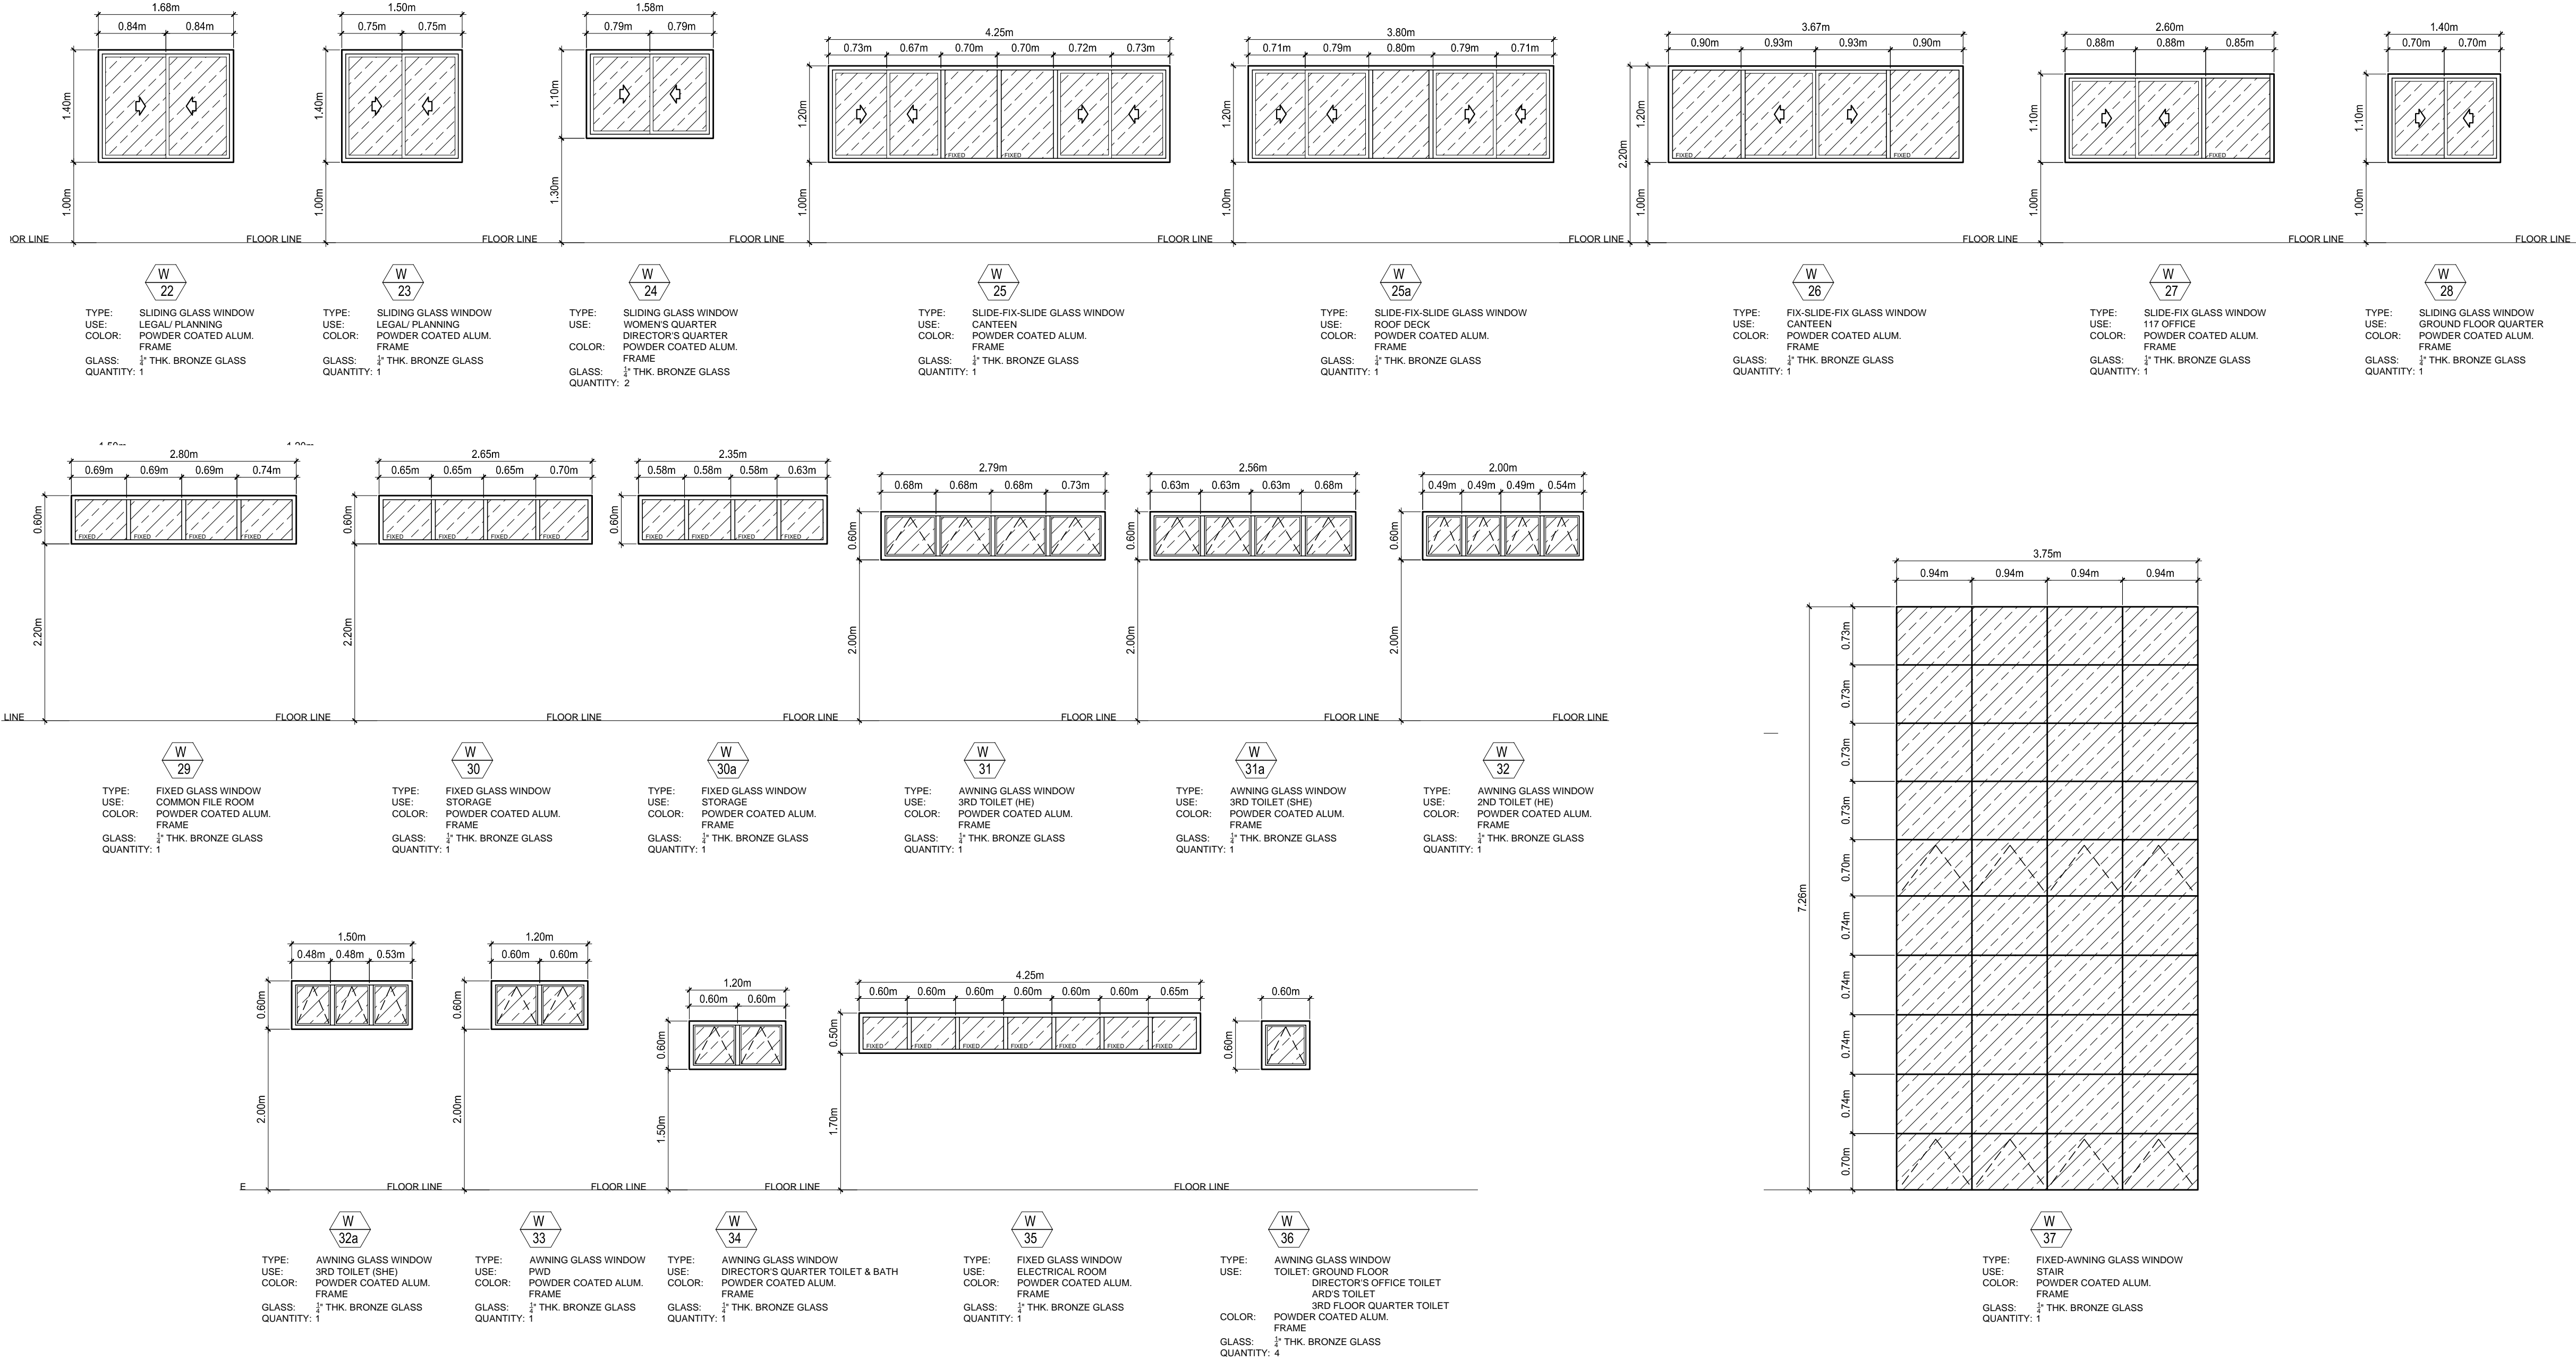 1.68m
0.84m 0.84m
1.40m
1.00m
OOR LINE
FLOOR LINE
W
22
TYPE: SLIDING GLASS WINDOW
USE: LEGAL/ PLANNING
COLOR: POWDER COATED ALUM.
FRAME
GLASS: 1/4" THK. BRONZE GLASS
QUANTITY: 1
1.50m
0.75m 0.75m
1.40m
1.00m
FLOOR LINE
W
23
TYPE: SLIDING GLASS WINDOW
USE: LEGAL/ PLANNING
COLOR: POWDER COATED ALUM.
FRAME
GLASS: 1/4" THK. BRONZE GLASS
QUANTITY: 1
1.58m
0.79m 0.79m
1.10m
1.30m
FLOOR LINE
W
24
TYPE: SLIDING GLASS WINDOW
USE: WOMEN'S QUARTER
DIRECTOR'S QUARTER
COLOR: POWDER COATED ALUM.
FRAME
GLASS: 1/4" THK. BRONZE GLASS
QUANTITY: 2
4.25m
0.73m 0.67m 0.70m 0.70m 0.72m 0.73m
1.20m
FIXED FIXED
1.00m
FLOOR LINE
W
25
TYPE: SLIDE-FIX-SLIDE GLASS WINDOW
USE: CANTEEN
COLOR: POWDER COATED ALUM.
FRAME
GLASS: 1/4" THK. BRONZE GLASS
QUANTITY: 1
3.80m
0.71m 0.79m 0.80m 0.79m 0.71m
1.20m
1.00m
FLOOR LINE
W
25a
TYPE: SLIDE-FIX-SLIDE GLASS WINDOW
USE: ROOF DECK
COLOR: POWDER COATED ALUM.
FRAME
GLASS: 1/4" THK. BRONZE GLASS
QUANTITY: 1
3.67m
0.90m 0.93m 0.93m 0.90m
2.20m
1.20m
FIXED FIXED
1.00m
FLOOR LINE
W
26
TYPE: FIX-SLIDE-FIX GLASS WINDOW
USE: CANTEEN
COLOR: POWDER COATED ALUM.
FRAME
GLASS: 1/4" THK. BRONZE GLASS
QUANTITY: 1
2.60m
0.88m 0.88m 0.85m
1.10m
FIXED
1.00m
FLOOR LINE
W
27
TYPE: SLIDE-FIX GLASS WINDOW
USE: 117 OFFICE
COLOR: POWDER COATED ALUM.
FRAME
GLASS: 1/4" THK. BRONZE GLASS
QUANTITY: 1
1.40m
0.70m 0.70m
1.10m
1.00m
FLOOR LINE
W
28
TYPE: SLIDING GLASS WINDOW
USE: GROUND FLOOR QUARTER
COLOR: POWDER COATED ALUM.
FRAME
GLASS: 1/4" THK. BRONZE GLASS
QUANTITY: 1
2.80m
0.69m 0.69m 0.69m 0.74m
0.60m
FIXED FIXED FIXED FIXED
2.20m
LINE
FLOOR LINE
W
29
TYPE: FIXED GLASS WINDOW
USE: COMMON FILE ROOM
COLOR: POWDER COATED ALUM.
FRAME
GLASS: 1/4" THK. BRONZE GLASS
QUANTITY: 1
2.65m
0.65m 0.65m 0.65m 0.70m
0.60m
FIXED FIXED FIXED FIXED
2.20m
FLOOR LINE
W
30
TYPE: FIXED GLASS WINDOW
USE: STORAGE
COLOR: POWDER COATED ALUM.
FRAME
GLASS: 1/4" THK. BRONZE GLASS
QUANTITY: 1
2.35m
0.58m 0.58m 0.58m 0.63m
0.60m
FIXED FIXED FIXED FIXED
FLOOR LINE
W
30a
TYPE: FIXED GLASS WINDOW
USE: STORAGE
COLOR: POWDER COATED ALUM.
FRAME
GLASS: 1/4" THK. BRONZE GLASS
QUANTITY: 1
2.79m
0.68m 0.68m 0.68m 0.73m
0.60m
2.00m
FLOOR LINE
W
31
TYPE: AWNING GLASS WINDOW
USE: 3RD TOILET (HE)
COLOR: POWDER COATED ALUM.
FRAME
GLASS: 1/4" THK. BRONZE GLASS
QUANTITY: 1
2.56m
0.63m 0.63m 0.63m 0.68m
0.60m
2.00m
FLOOR LINE
W
31a
TYPE: AWNING GLASS WINDOW
USE: 3RD TOILET (SHE)
COLOR: POWDER COATED ALUM.
FRAME
GLASS: 1/4" THK. BRONZE GLASS
QUANTITY: 1
2.00m
0.49m 0.49m 0.49m 0.54m
0.60m
2.00m
FLOOR LINE
W
32
TYPE: AWNING GLASS WINDOW
USE: 2ND TOILET (HE)
COLOR: POWDER COATED ALUM.
FRAME
GLASS: 1/4" THK. BRONZE GLASS
QUANTITY: 1
1.50m
0.48m 0.48m 0.53m
0.60m
2.00m
E
FLOOR LINE
W
32a
TYPE: AWNING GLASS WINDOW
USE: 3RD TOILET (SHE)
COLOR: POWDER COATED ALUM.
FRAME
GLASS: 1/4" THK. BRONZE GLASS
QUANTITY: 1
1.20m
0.60m 0.60m
0.60m
2.00m
FLOOR LINE
W
33
TYPE: AWNING GLASS WINDOW
USE: PWD
COLOR: POWDER COATED ALUM.
FRAME
GLASS: 1/4" THK. BRONZE GLASS
QUANTITY: 1
1.20m
0.60m 0.60m
0.60m
1.50m
FLOOR LINE
W
34
TYPE: AWNING GLASS WINDOW
USE: DIRECTOR'S QUARTER TOILET & BATH
COLOR: POWDER COATED ALUM.
FRAME
GLASS: 1/4" THK. BRONZE GLASS
QUANTITY: 1
4.25m
0.60m 0.60m 0.60m 0.60m 0.60m 0.60m 0.65m
0.50m
FIXED FIXED FIXED FIXED FIXED FIXED FIXED
1.70m
FLOOR LINE
W
35
TYPE: FIXED GLASS WINDOW
USE: ELECTRICAL ROOM
COLOR: POWDER COATED ALUM.
FRAME
GLASS: 1/4" THK. BRONZE GLASS
QUANTITY: 1
0.60m
0.60m
W
36
TYPE: AWNING GLASS WINDOW
USE: TOILET: GROUND FLOOR
DIRECTOR'S OFFICE TOILET
ARD'S TOILET
3RD FLOOR QUARTER TOILET
COLOR: POWDER COATED ALUM.
FRAME
GLASS: 1/4" THK. BRONZE GLASS
QUANTITY: 4
3.75m
0.94m 0.94m 0.94m 0.94m
7.26m
0.73m
0.73m
0.73m
0.73m
0.70m
0.74m
0.74m
0.74m
0.74m
0.70m
W
37
TYPE: FIXED-AWNING GLASS WINDOW
USE: STAIR
COLOR: POWDER COATED ALUM.
FRAME
GLASS: 1/4" THK. BRONZE GLASS
QUANTITY: 1